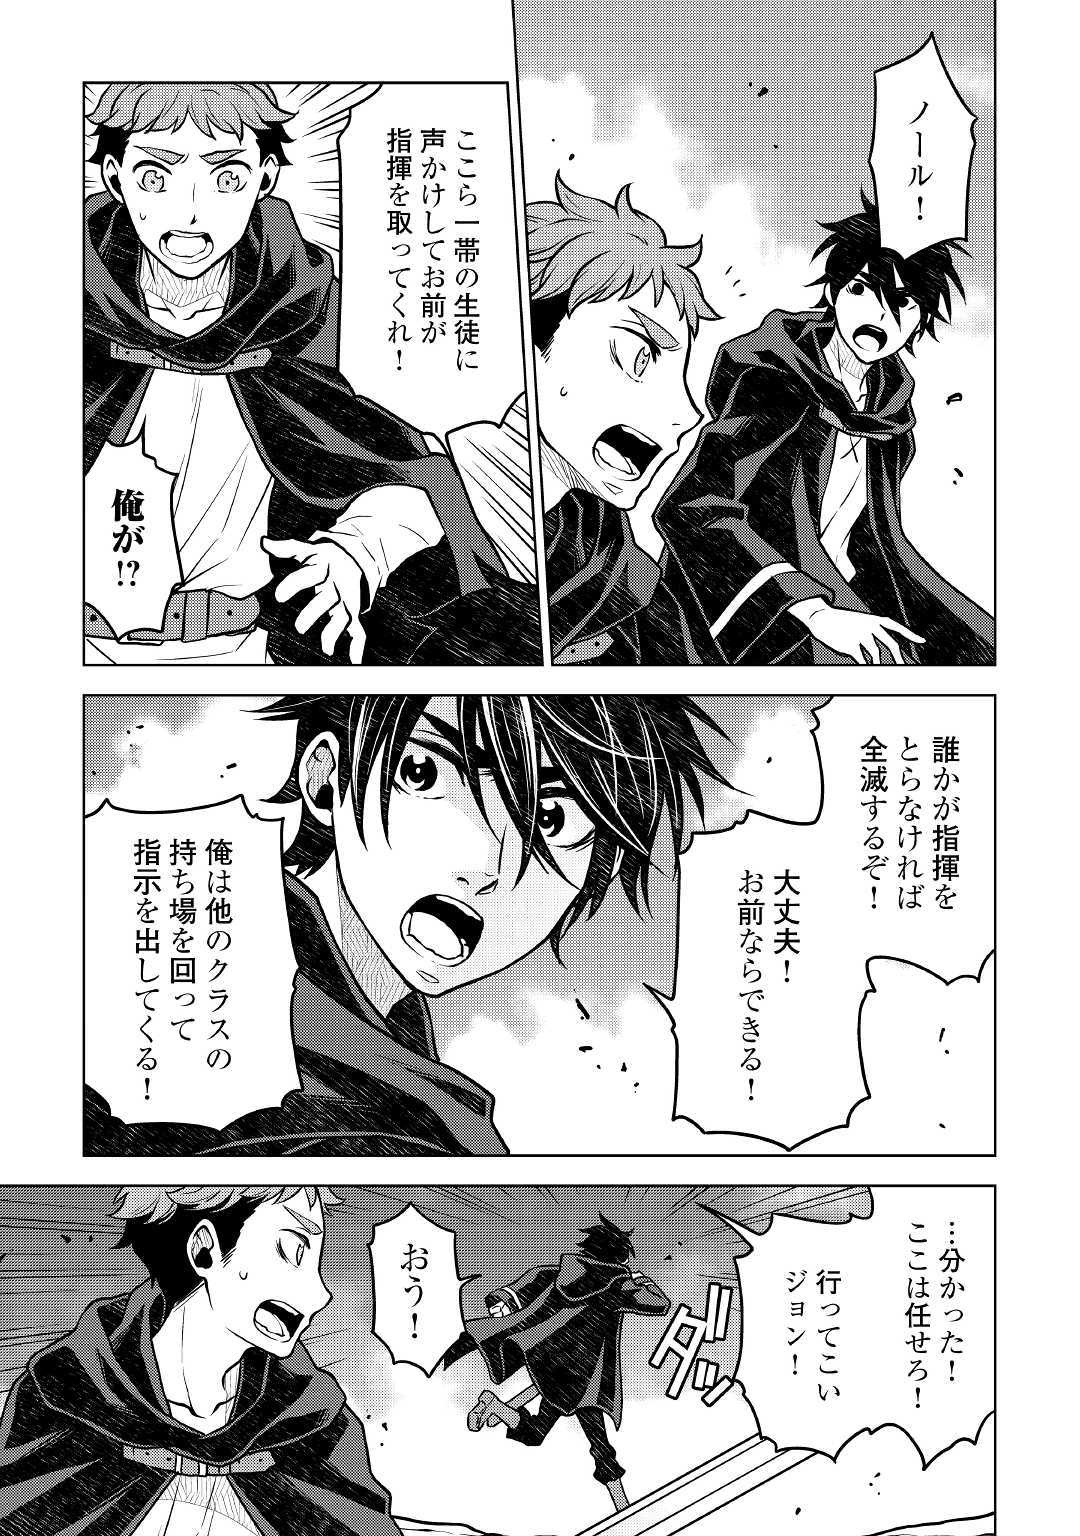 ノール！
ここら一帯の生徒に
声かけしてお前が
指揮を取ってくれ！
俺が!?
誰かが指揮を
とらなければ
全滅するぞ！
大丈夫！
お前ならできる！
俺は他のクラスの
持ち場を回って
指示を出してくる！
…分かった！
ここは任せろ！
行ってこい
ジョン！
ダダッ
おう！